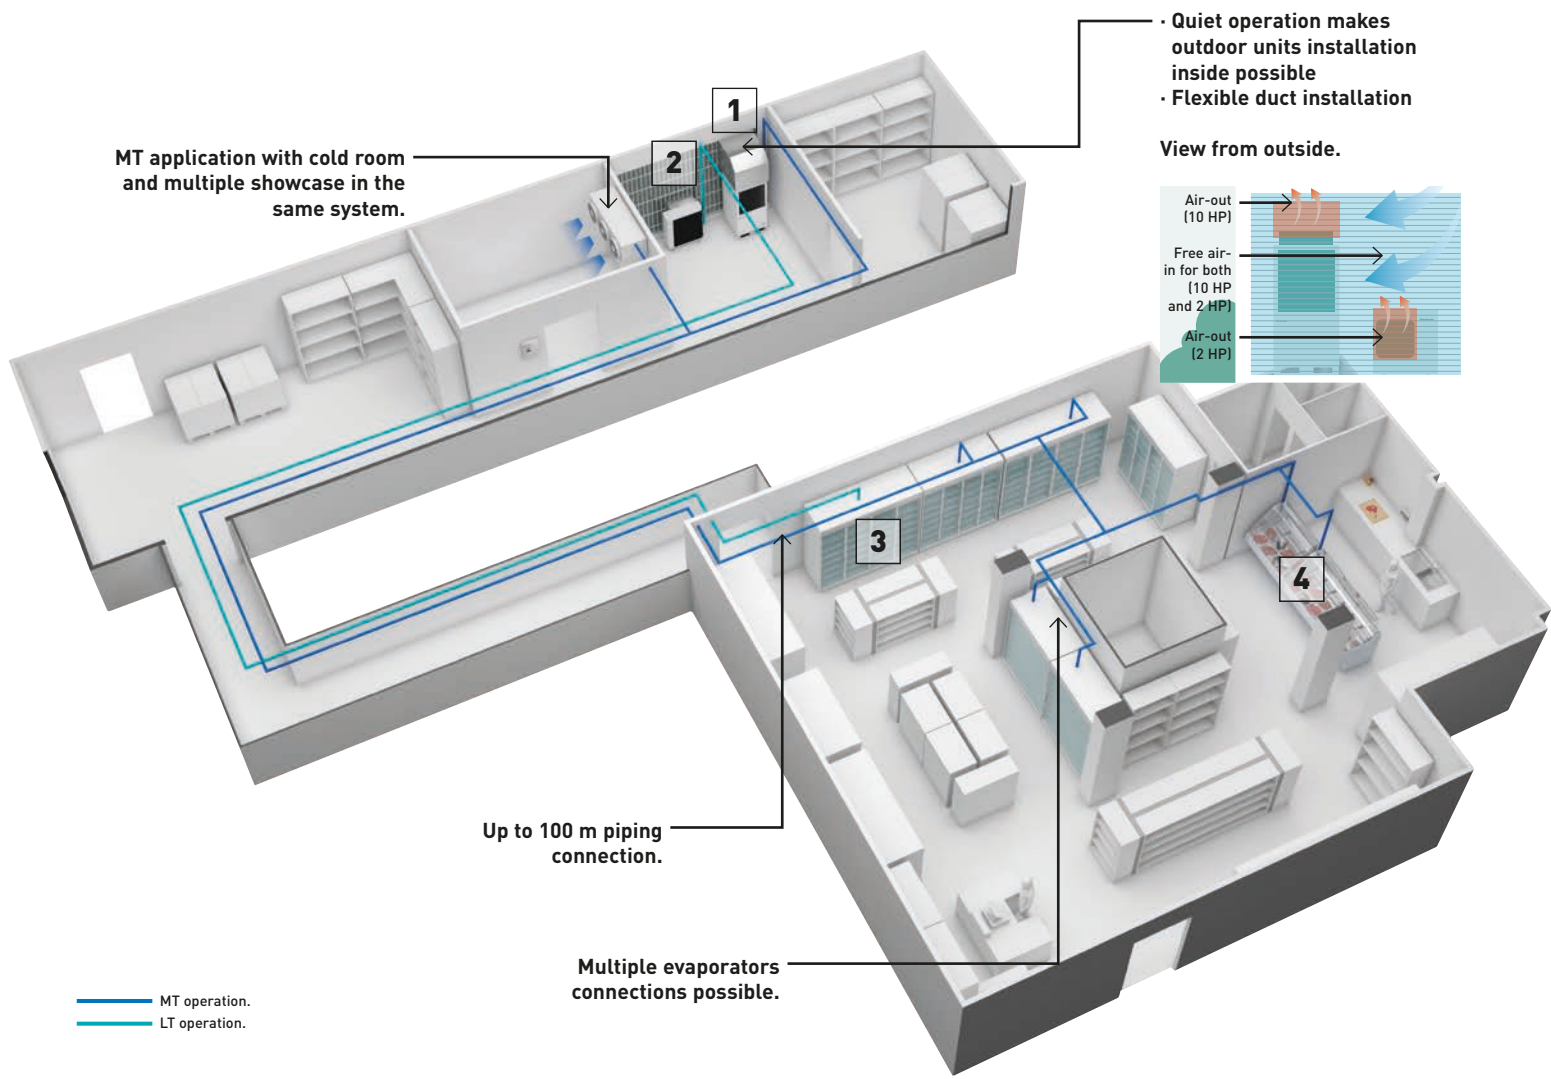 · Quiet operation makes
outdoor units installation
inside possible
· Flexible duct installation
View from outside.
1
2
MT application with cold room
and multiple showcase in the
same system.
Air-out
(10 HP)
Free air-
in for both
(10 HP
and 2 HP)
Air-out
(2 HP)
3
4
Up to 100 m piping
connection.
Multiple evaporators
connections possible.
MT operation.
LT operation.